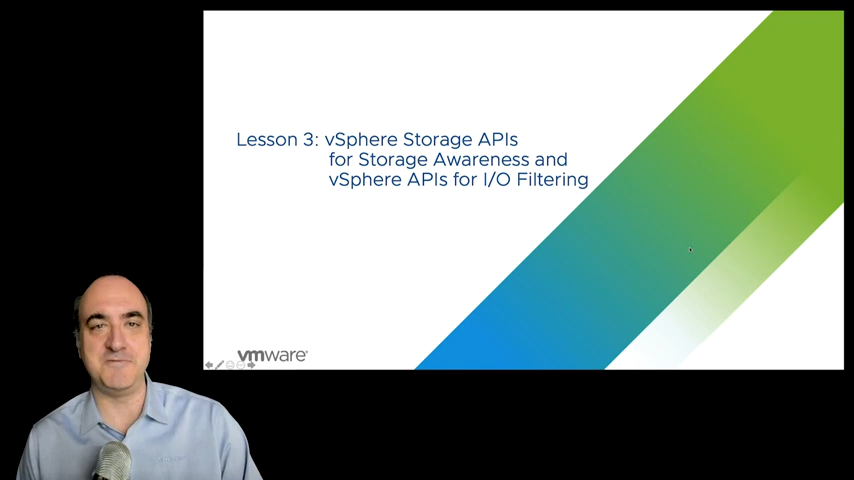 Lesson 3: vSphere Storage APIs
for Storage Awareness and
vSphere APIs for I/O Filtering
vmware®